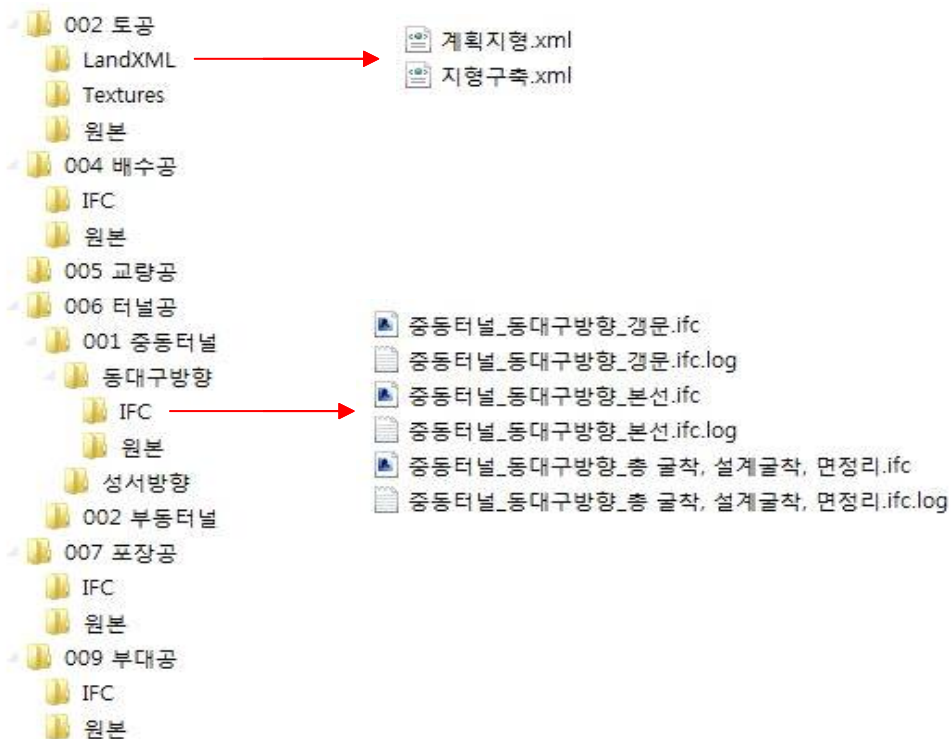 002 토공
LandXML
Textures
원본
004 배수공
IFC
원본
005 교량공
006 터널공
001 중동터널
동대구방향
IFC
원본
성서방향
002 부동터널
007 포장공
IFC
원본
009 부대공
IFC
원본
계획지형.xml
지형구축.xml
중동터널_동대구방향_갱문.ifc
중동터널_동대구방향_갱문.ifc.log
중동터널_동대구방향_본선.ifc
중동터널_동대구방향_본선.ifc.log
중동터널_동대구방향_총 굴착, 설계굴착, 면정리.ifc
중동터널_동대구방향_총 굴착, 설계굴착, 면정리.ifc.log